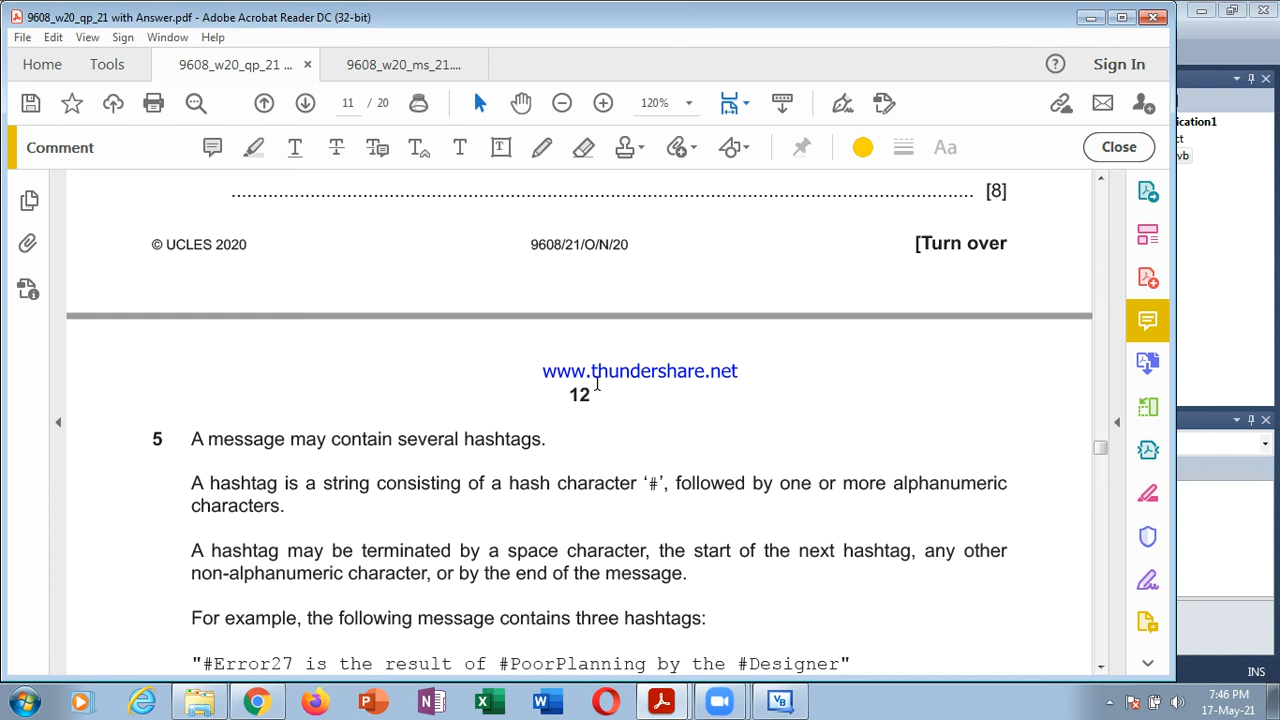 9608_w20_qp_21 with Answer.pdf - Adobe Acrobat Reader DC (32-bit)
File Edit View Sign Window Help
Home Tools 9608_w20_qp_21 ... × 9608_w20_ms_21.... Sign In
11 / 20 120%
Comment Aa Close
[8]
© UCLES 2020 9608/21/O/N/20 [Turn over
www.thundershare.net
12
5 A message may contain several hashtags.
A hashtag is a string consisting of a hash character ‘#’, followed by one or more alphanumeric
characters.
A hashtag may be terminated by a space character, the start of the next hashtag, any other
non-alphanumeric character, or by the end of the message.
For example, the following message contains three hashtags:
"#Error27 is the result of #PoorPlanning by the #Designer"
ication1
ct
vb
INS
7:46 PM
17-May-21